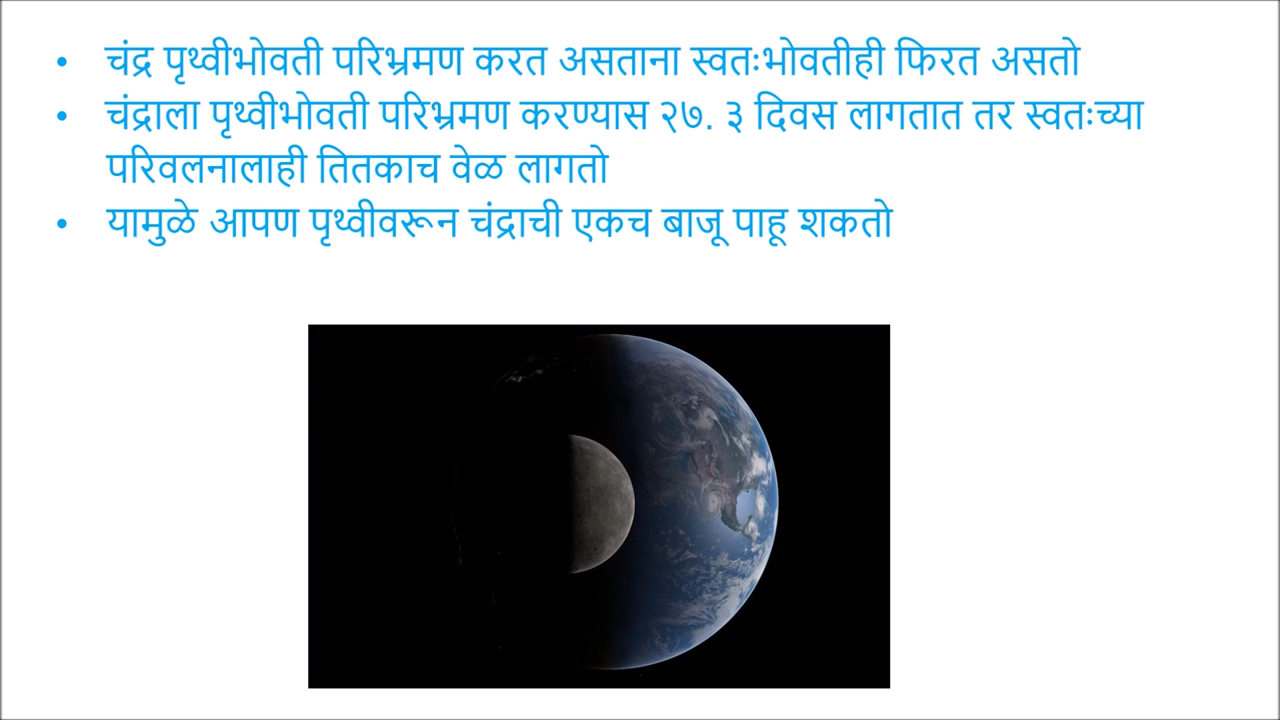 • चंद्र पृथ्वीभोवती परिभ्रमण करत असताना स्वतःभोवतीही फिरत असतो
• चंद्राला पृथ्वीभोवती परिभ्रमण करण्यास २७. ३ दिवस लागतात तर स्वतःच्या
परिवलनालाही तितकाच वेळ लागतो
• यामुळे आपण पृथ्वीवरून चंद्राची एकच बाजू पाहू शकतो